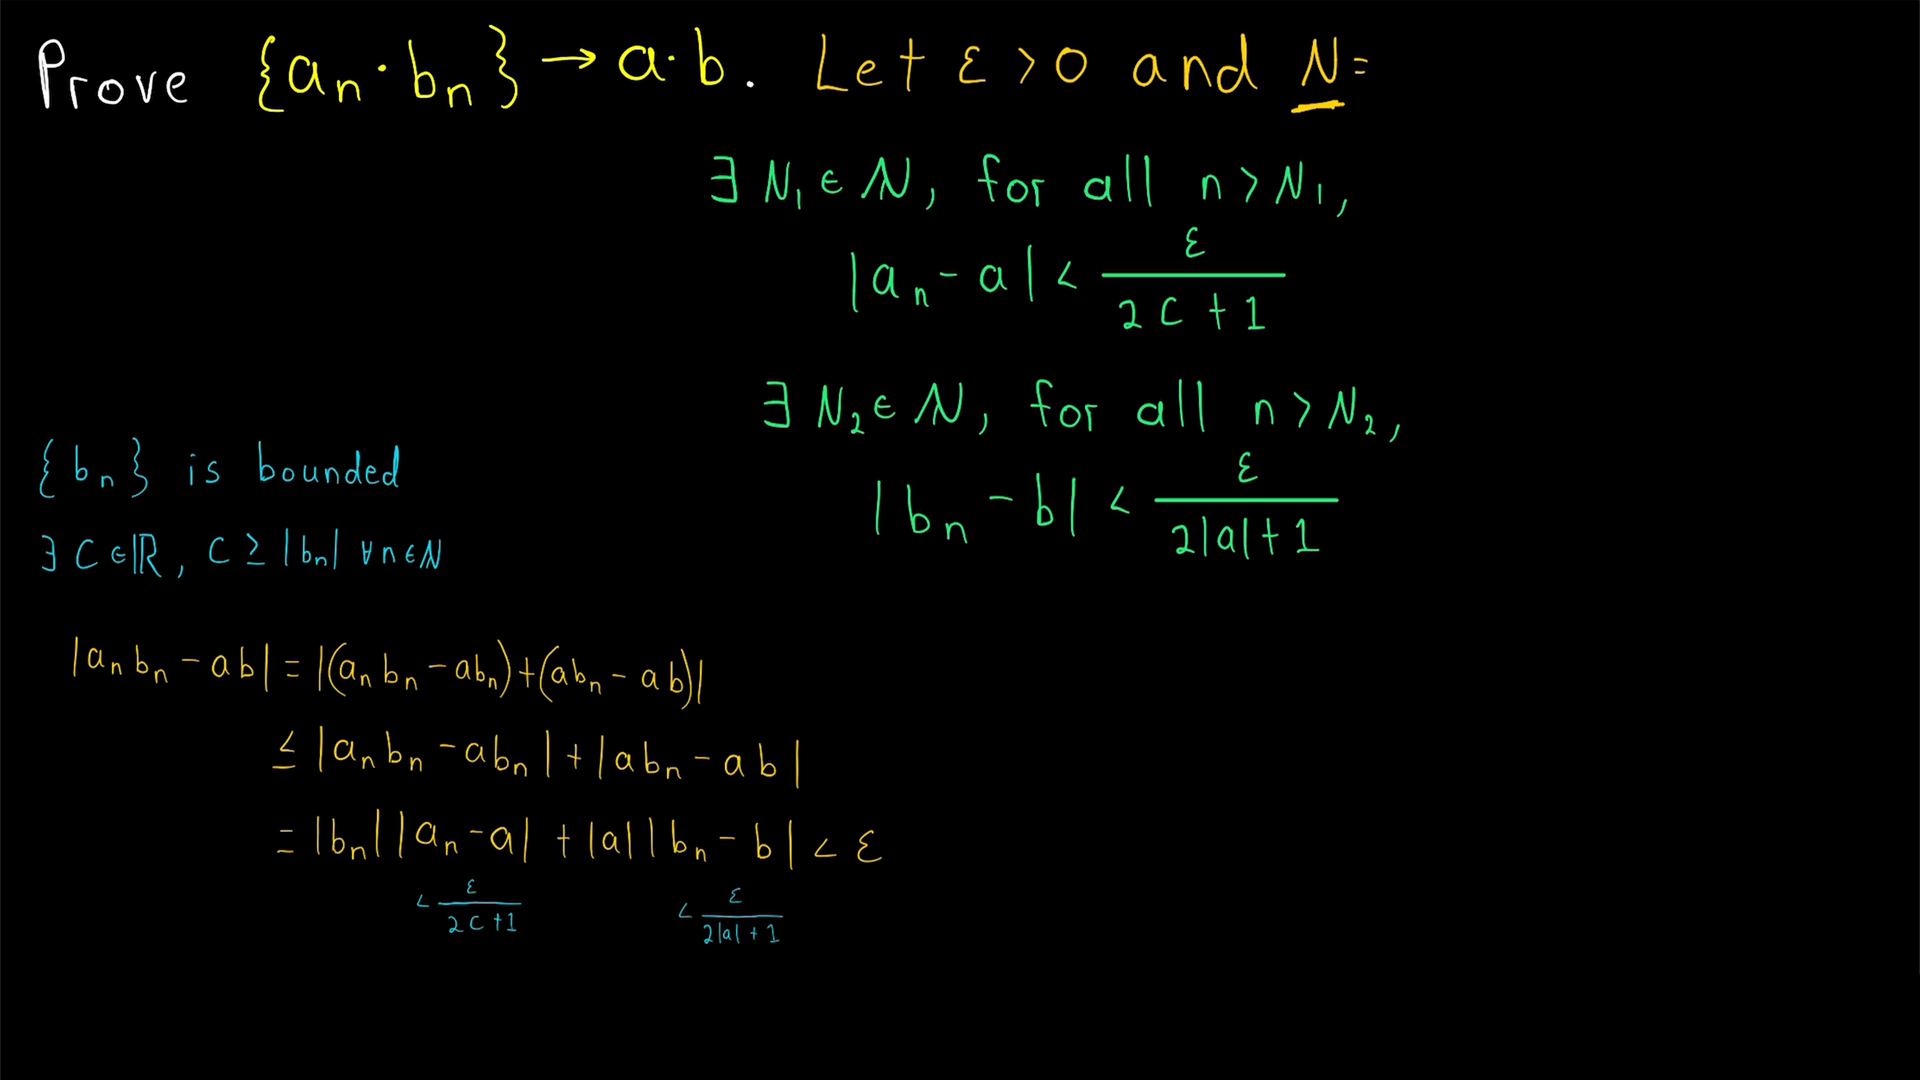 Prove {aₙ · bₙ} → a · b. Let ε > 0 and N =
∃ N₁ ∈ ℕ, for all n > N₁,
|aₙ - a| < ε / (2C + 1)
∃ N₂ ∈ ℕ, for all n > N₂,
|bₙ - b| < ε / (2|a| + 1)
{bₙ} is bounded
∃ C ∈ ℝ, C ≥ |bₙ| ∀ n ∈ ℕ
|aₙbₙ - ab| = |(aₙbₙ - abₙ) + (abₙ - ab)|
≤ |aₙbₙ - abₙ| + |abₙ - ab|
= |bₙ||aₙ - a| + |a||bₙ - b| < ε
< ε / (2C + 1) < ε / (2|a| + 1)